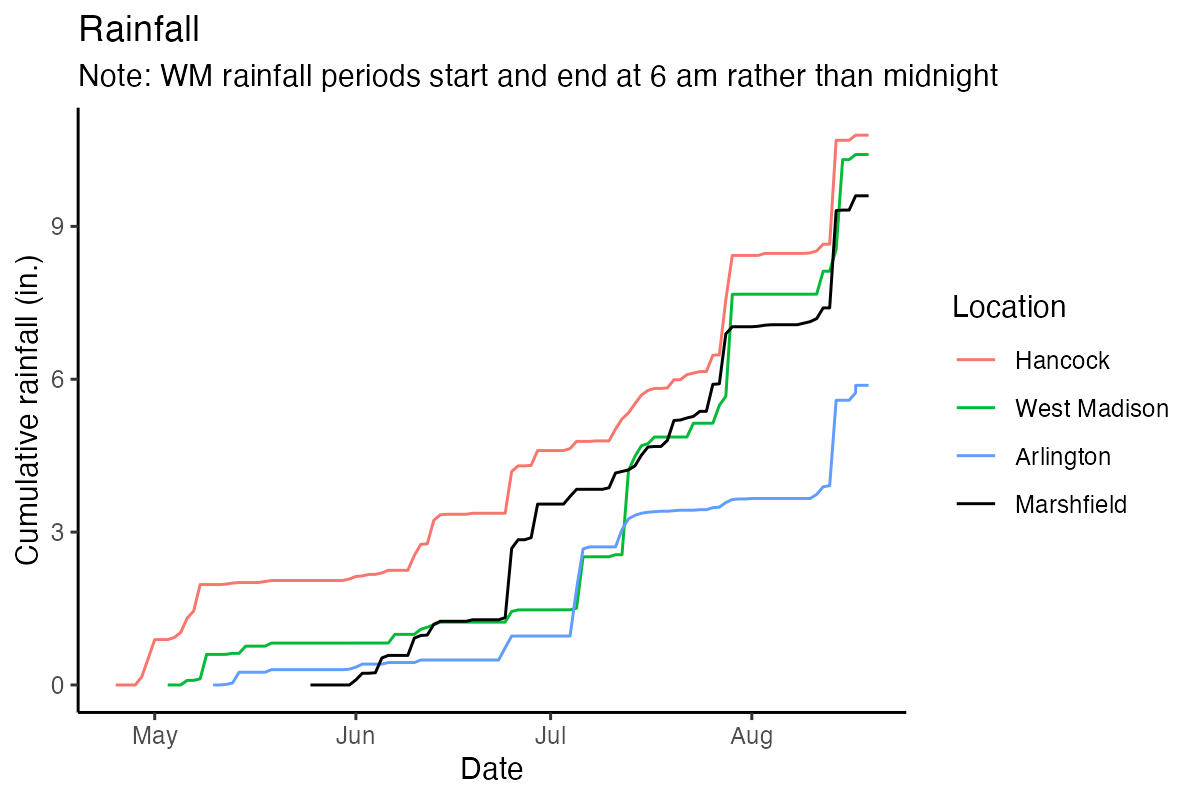 Rainfall
Note: WM rainfall periods start and end at 6 am rather than midnight
Cumulative rainfall (in.)
9
6
3
0
May Jun Jul Aug
Date
Location
Hancock
West Madison
Arlington
Marshfield